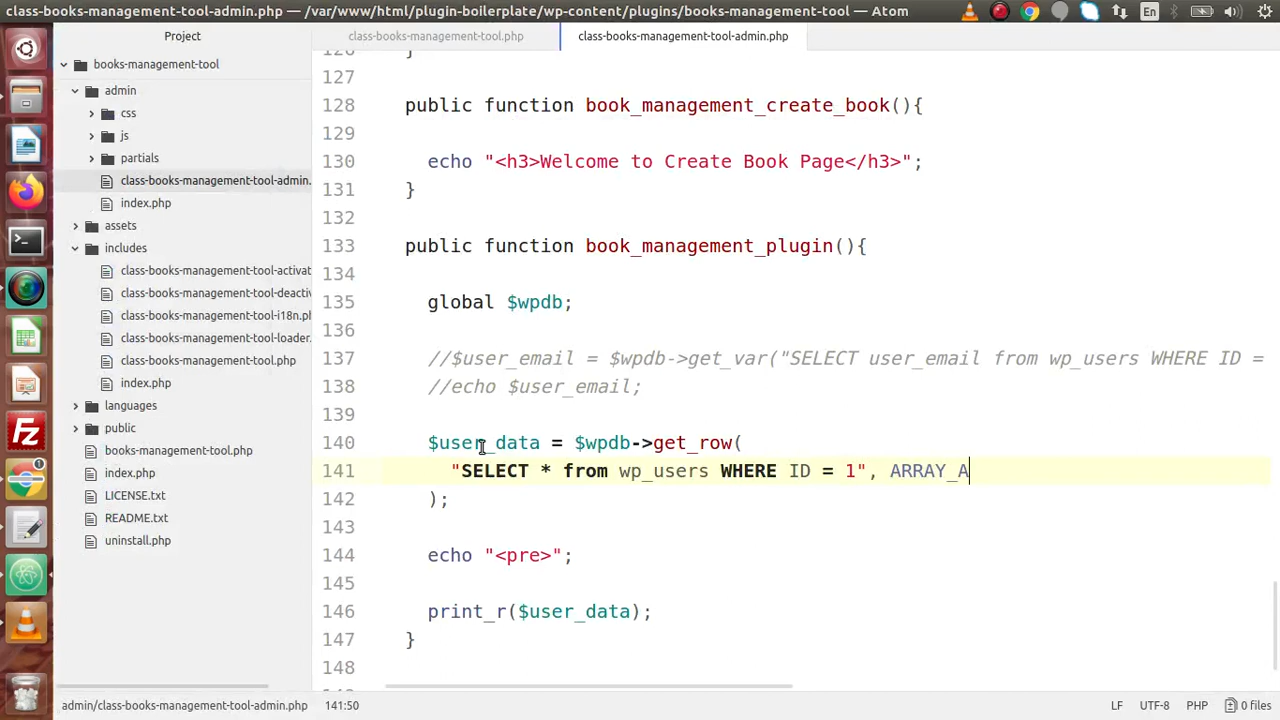 class-books-management-tool-admin.php — /var/www/html/plugin-boilerplate/wp-content/plugins/books-management-tool — Atom
En
Project
class-books-management-tool.php
class-books-management-tool-admin.php
books-management-tool
admin
css
js
partials
class-books-management-tool-admin.
index.php
assets
includes
class-books-management-tool-activat
class-books-management-tool-deactiv
class-books-management-tool-i18n.ph
class-books-management-tool-loader.
class-books-management-tool.php
index.php
languages
public
books-management-tool.php
index.php
LICENSE.txt
README.txt
uninstall.php
126 }
127
128 public function book_management_create_book(){
129
130 echo "<h3>Welcome to Create Book Page</h3>";
131 }
132
133 public function book_management_plugin(){
134
135 global $wpdb;
136
137 //$user_email = $wpdb->get_var("SELECT user_email from wp_users WHERE ID =
138 //echo $user_email;
139
140 $user_data = $wpdb->get_row(
141 "SELECT * from wp_users WHERE ID = 1", ARRAY_A
142 );
143
144 echo "<pre>";
145
146 print_r($user_data);
147 }
148
admin/class-books-management-tool-admin.php 141:50
LF UTF-8 PHP 0 files